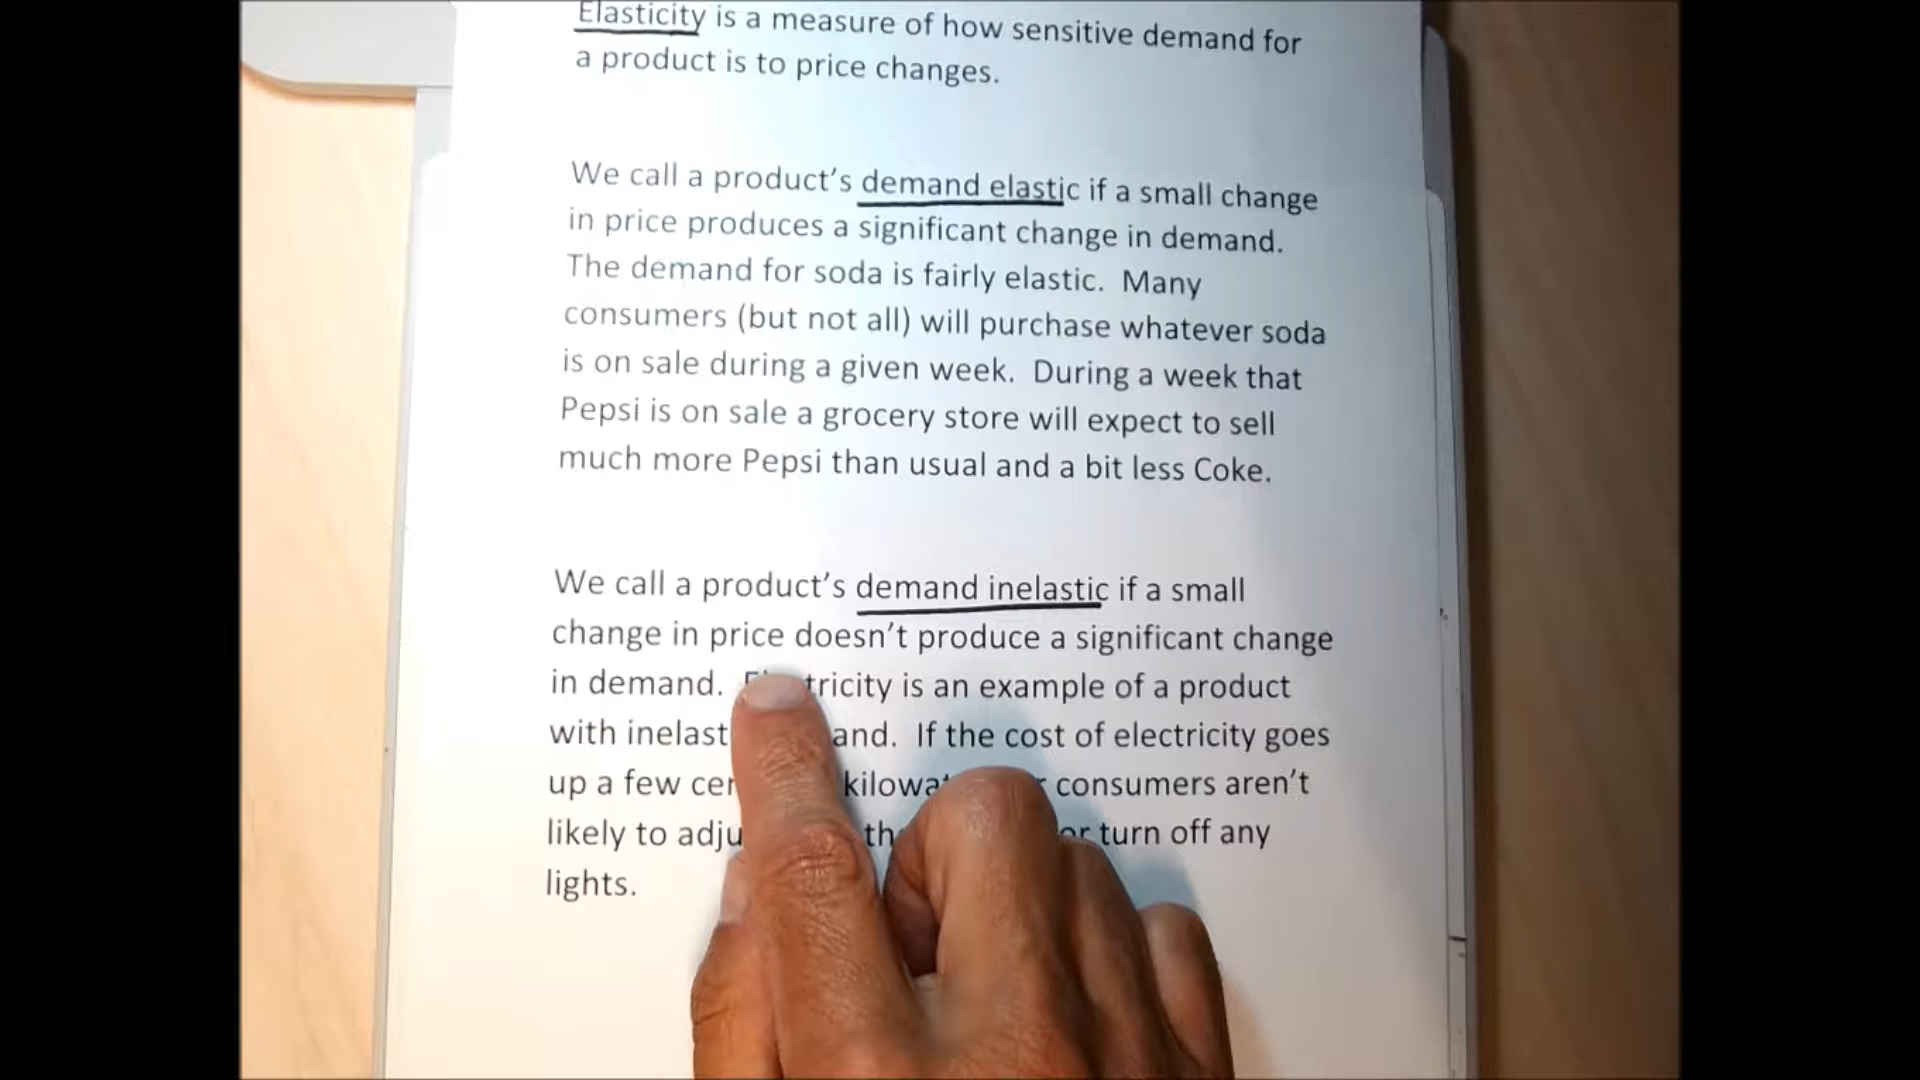 Elasticity is a measure of how sensitive demand for
a product is to price changes.
We call a product's demand elastic if a small change
in price produces a significant change in demand.
The demand for soda is fairly elastic. Many
consumers (but not all) will purchase whatever soda
is on sale during a given week. During a week that
Pepsi is on sale a grocery store will expect to sell
much more Pepsi than usual and a bit less Coke.
We call a product's demand inelastic if a small
change in price doesn't produce a significant change
in demand. Electricity is an example of a product
with If the cost of electricity goes
up a few consumers aren't
likely to turn off any
lights.